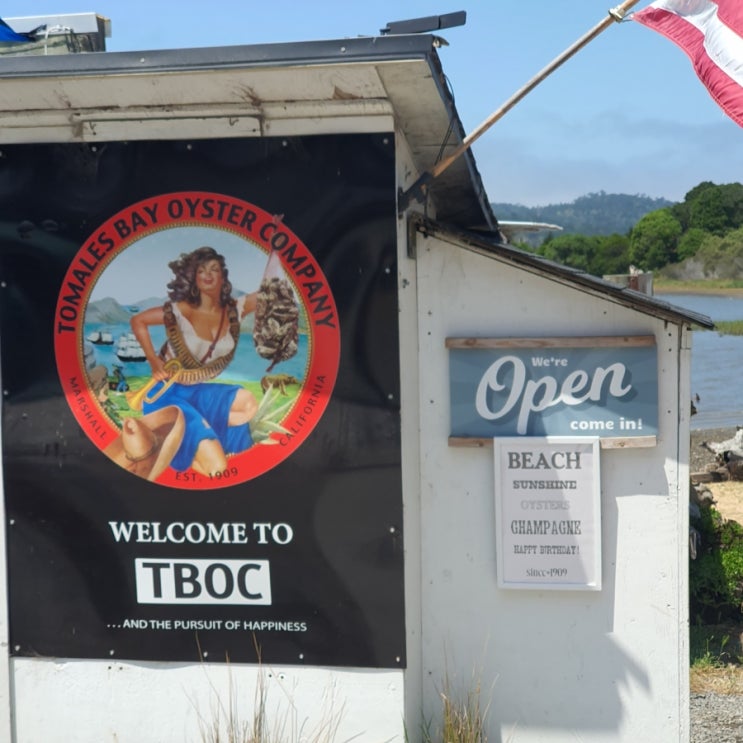 TOMALES BAY OYSTER COMPANY
MARSHALL
CALIFORNIA
EST. 1909
WELCOME TO
TBOC
...AND THE PURSUIT OF HAPPINESS
We're
Open
come in!
BEACH
SUNSHINE
OYSTERS
CHAMPAGNE
HAPPY BIRTHDAY!
since•1909